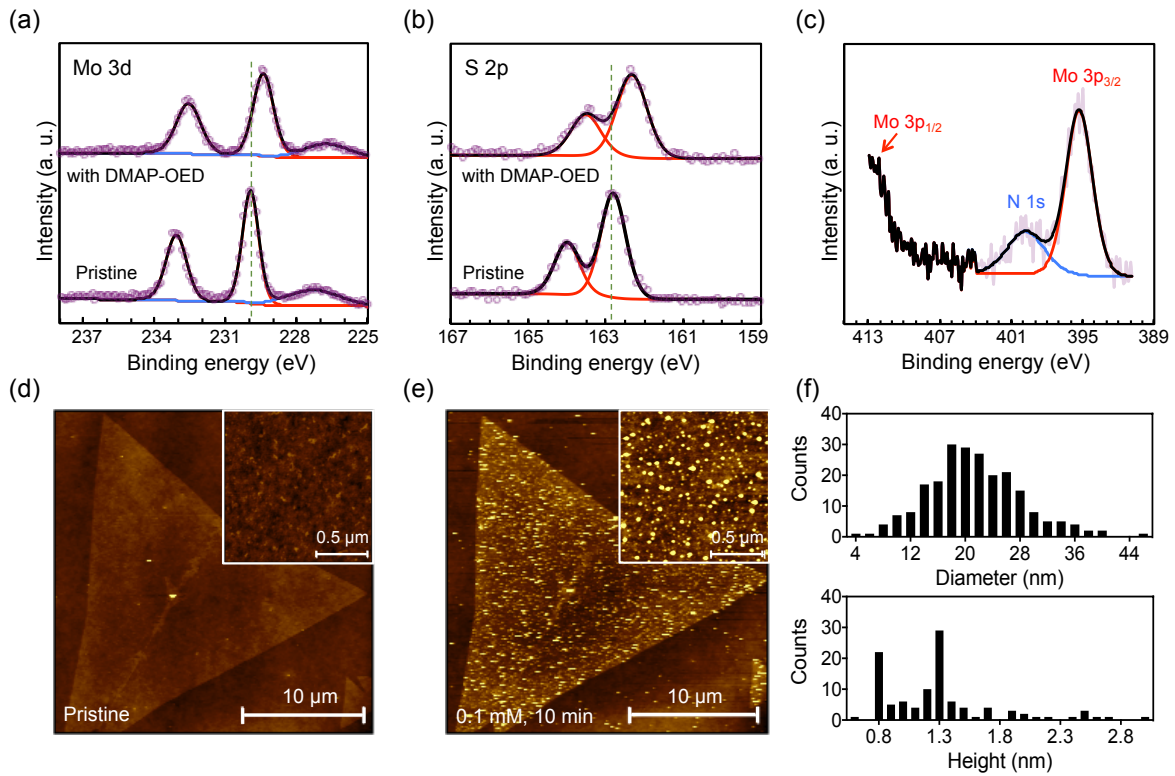 (a)
Mo 3d
with DMAP-OED
Pristine
Intensity (a. u.)
237 234 231 228 225
Binding energy (eV)
(b)
S 2p
with DMAP-OED
Pristine
Intensity (a. u.)
167 165 163 161 159
Binding energy (eV)
(c)
Mo 3p3/2
Mo 3p1/2
N 1s
Intensity (a. u.)
413 407 401 395 389
Binding energy (eV)
(d)
0.5 µm
10 µm
Pristine
(e)
0.5 µm
10 µm
0.1 mM, 10 min
(f)
40
30
20
10
0
Counts
4 12 20 28 36 44
Diameter (nm)
40
30
20
10
0
Counts
0.8 1.3 1.8 2.3 2.8
Height (nm)